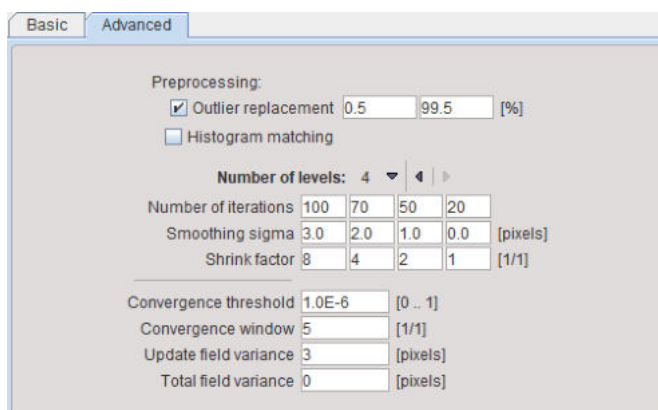 Basic Advanced
Preprocessing:
Outlier replacement 0.5 99.5 [%]
Histogram matching
Number of levels: 4
Number of iterations 100 70 50 20
Smoothing sigma 3.0 2.0 1.0 0.0 [pixels]
Shrink factor 8 4 2 1 [1/1]
Convergence threshold 1.0E-6 [0 .. 1]
Convergence window 5 [1/1]
Update field variance 3 [pixels]
Total field variance 0 [pixels]